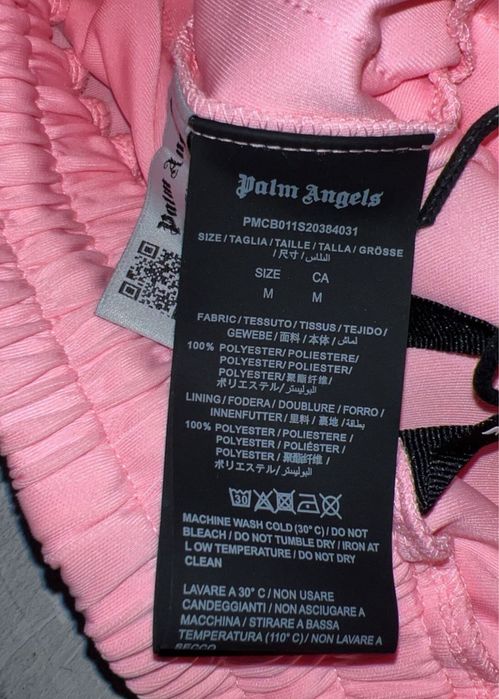 Palm Angels
PMCB011S20384031
SIZE / TAGLIA / TAILLE / TALLA / GRÖSSE
/ 尺寸 / الطلاس /
SIZE CA
M M
FABRIC / TESSUTO / TISSUS / TEJIDO /
GEWEBE / 面料 / 本体 / لماش /
100% POLYESTER/ POLIESTERE/
POLYESTER/ POLIÉSTER /
POLYESTER/ 聚酯纤维 /
ポリエステル/ البوليستر
LINING / FODERA / DOUBLURE / FORRO /
INNENFUTTER / 里料 / 裏地 / بطانة /
100% POLYESTER / POLIESTERE /
POLYESTER / POLIÉSTER /
POLYESTER / 聚酯纤维 /
ポリエステル/ البوليستر
30
MACHINE WASH COLD (30°C) / DO NOT
BLEACH / DO NOT TUMBLE DRY / IRON AT
L OW TEMPERATURE / DO NOT DRY
CLEAN
LAVARE A 30° C / NON USARE
CANDEGGIANTI / NON ASCIUGARE A
MACCHINA / STIRARE A BASSA
TEMPERATURA (110° C) / NON LAVARE A
SECCO
Palm An